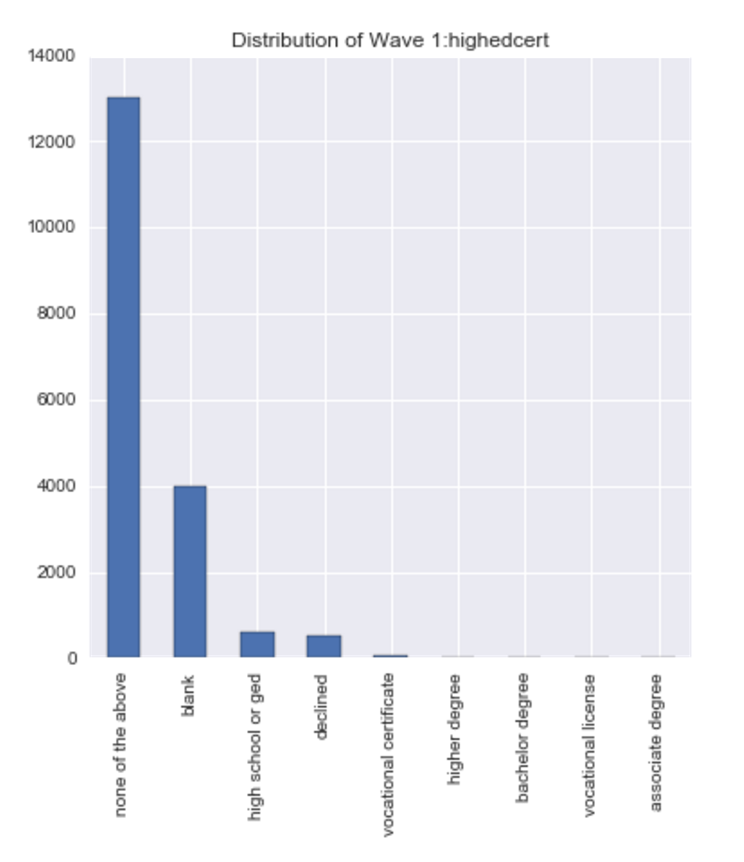 Distribution of Wave 1:highedcert
14000
12000
10000
8000
6000
4000
2000
0
none of the above
blank
high school or ged
declined
vocational certificate
higher degree
bachelor degree
vocational license
associate degree